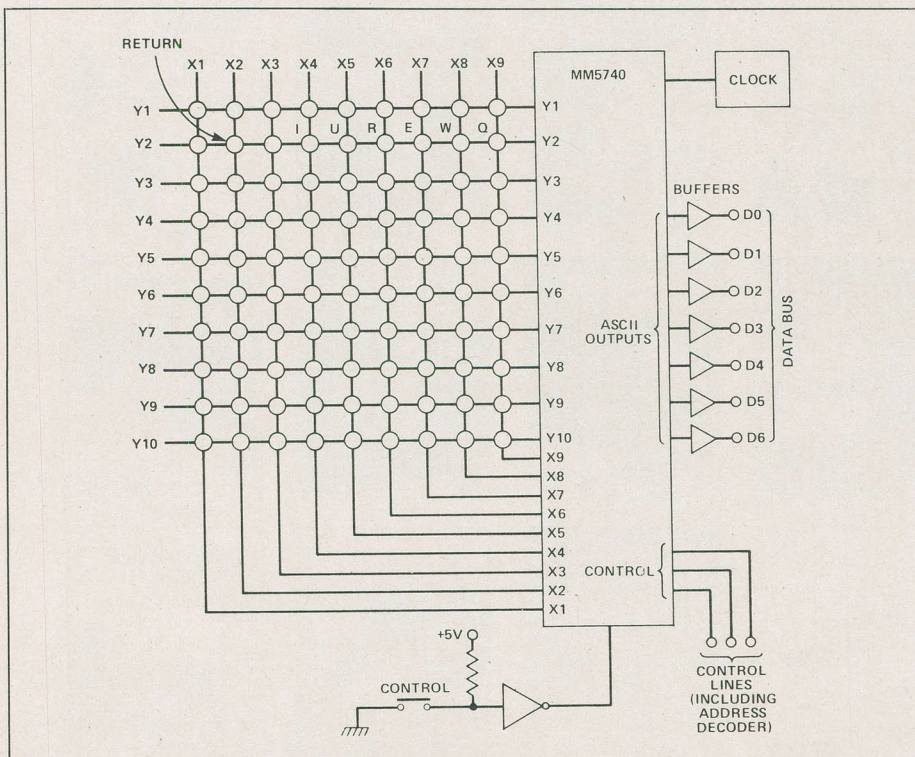 RETURN
X1 X2 X3 X4 X5 X6 X7 X8 X9
MM5740
CLOCK
Y1
Y1
I U R E W Q
Y2
Y2
Y3
Y3
BUFFERS
Y4
Y4
D0
Y5
Y5
D1
Y6
Y6
D2
Y7
Y7
ASCII
OUTPUTS
D3
DATA BUS
Y8
Y8
D4
Y9
Y9
D5
Y10
Y10
D6
X9
X8
X7
X6
X5
X4
X3
CONTROL
X2
X1
+5V
CONTROL
CONTROL
LINES
(INCLUDING
ADDRESS
DECODER)